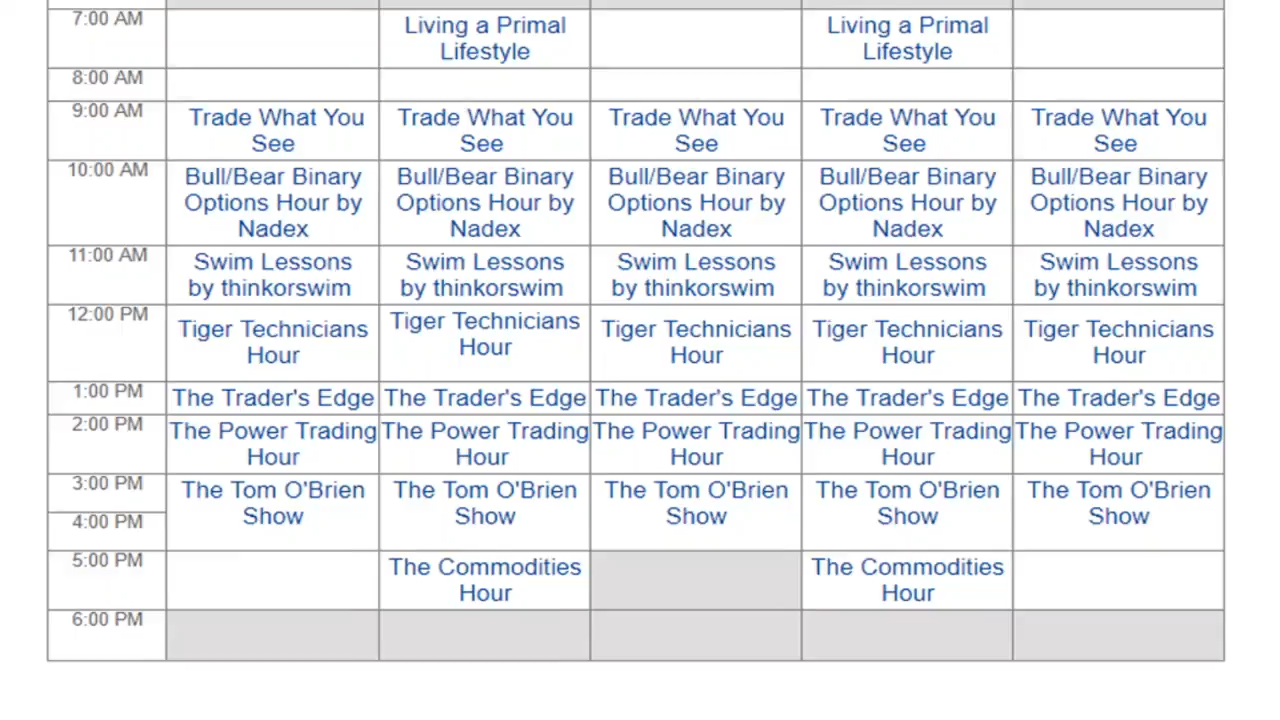 7:00 AM
Living a Primal
Lifestyle
Living a Primal
Lifestyle
8:00 AM
9:00 AM
Trade What You
See
Trade What You
See
Trade What You
See
Trade What You
See
Trade What You
See
10:00 AM
Bull/Bear Binary
Options Hour by
Nadex
Bull/Bear Binary
Options Hour by
Nadex
Bull/Bear Binary
Options Hour by
Nadex
Bull/Bear Binary
Options Hour by
Nadex
Bull/Bear Binary
Options Hour by
Nadex
11:00 AM
Swim Lessons
by thinkorswim
Swim Lessons
by thinkorswim
Swim Lessons
by thinkorswim
Swim Lessons
by thinkorswim
Swim Lessons
by thinkorswim
12:00 PM
Tiger Technicians
Hour
Tiger Technicians
Hour
Tiger Technicians
Hour
Tiger Technicians
Hour
Tiger Technicians
Hour
1:00 PM
The Trader's Edge
The Trader's Edge
The Trader's Edge
The Trader's Edge
The Trader's Edge
2:00 PM
The Power Trading
Hour
The Power Trading
Hour
The Power Trading
Hour
The Power Trading
Hour
The Power Trading
Hour
3:00 PM
The Tom O'Brien
Show
The Tom O'Brien
Show
The Tom O'Brien
Show
The Tom O'Brien
Show
The Tom O'Brien
Show
4:00 PM
5:00 PM
The Commodities
Hour
The Commodities
Hour
6:00 PM